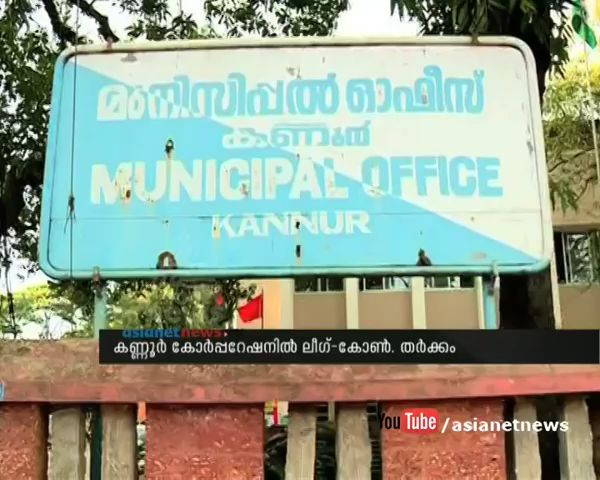 മുനിസിപ്പൽ ഓഫീസ്
കണ്ണൂർ
MUNICIPAL OFFICE
KANNUR
asianet news
കണ്ണൂർ കോർപ്പറേഷനിൽ ലീഗ്-കോൺ. തർക്കം
YouTube /asianetnews